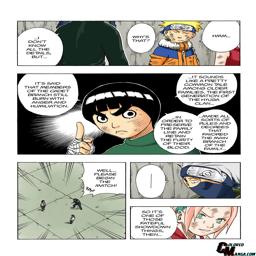 HMM...
WHY'S
THAT?
...I
DON'T
KNOW
ALL THE
DETAILS,
BUT...
...IT SOUNDS
LIKE A
PRETTY
COMMON TALE
AMONG OLDER
FAMILIES. THE
FIRST GENERATION
OF THE
HYUGA
CLAN...
...MADE ALL
SORTS OF
RULES AND
DECREES
THAT
FAVORED
THE MAIN
BRANCH
IN ORDER
TO
PRESERVE
THE
FAMILY LINE
AND
RETAIN
THE PURITY
OF THEIR
BLOOD.
...IT IS SAID
THAT MEMBERS
OF THE CADET
BRANCH STILL
BURN WITH
ANGER AND
HUMILIATION.
SO IT'S
ONE OF
THOSE
FATEFUL
SHOWDOWN
THINGS,
THEN...
WELL,
PLEASE
BEGIN
THE
MATCH!
COLORED
MANGA.COM